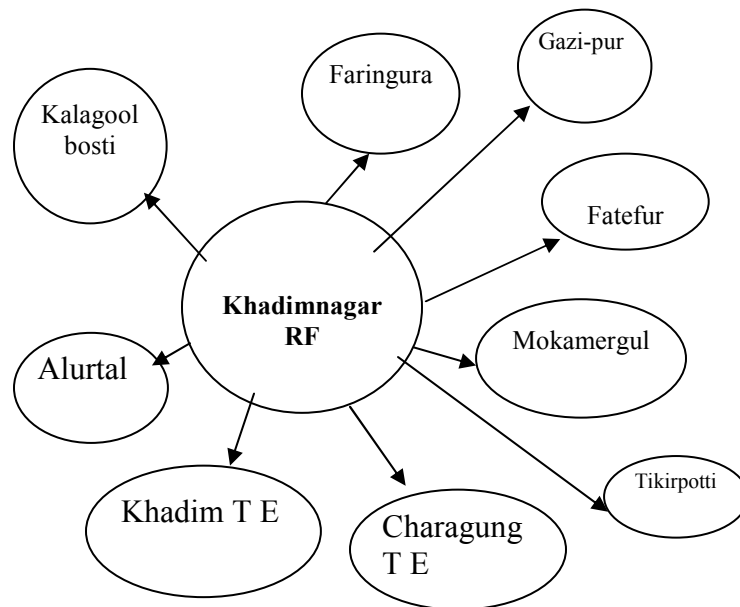 Gazi-pur
Faringura
Kalagool
bosti
Fatefur
Khadimnagar
RF
Mokamergul
Alurtal
Tikirpotti
Khadim T E
Charagung
T E